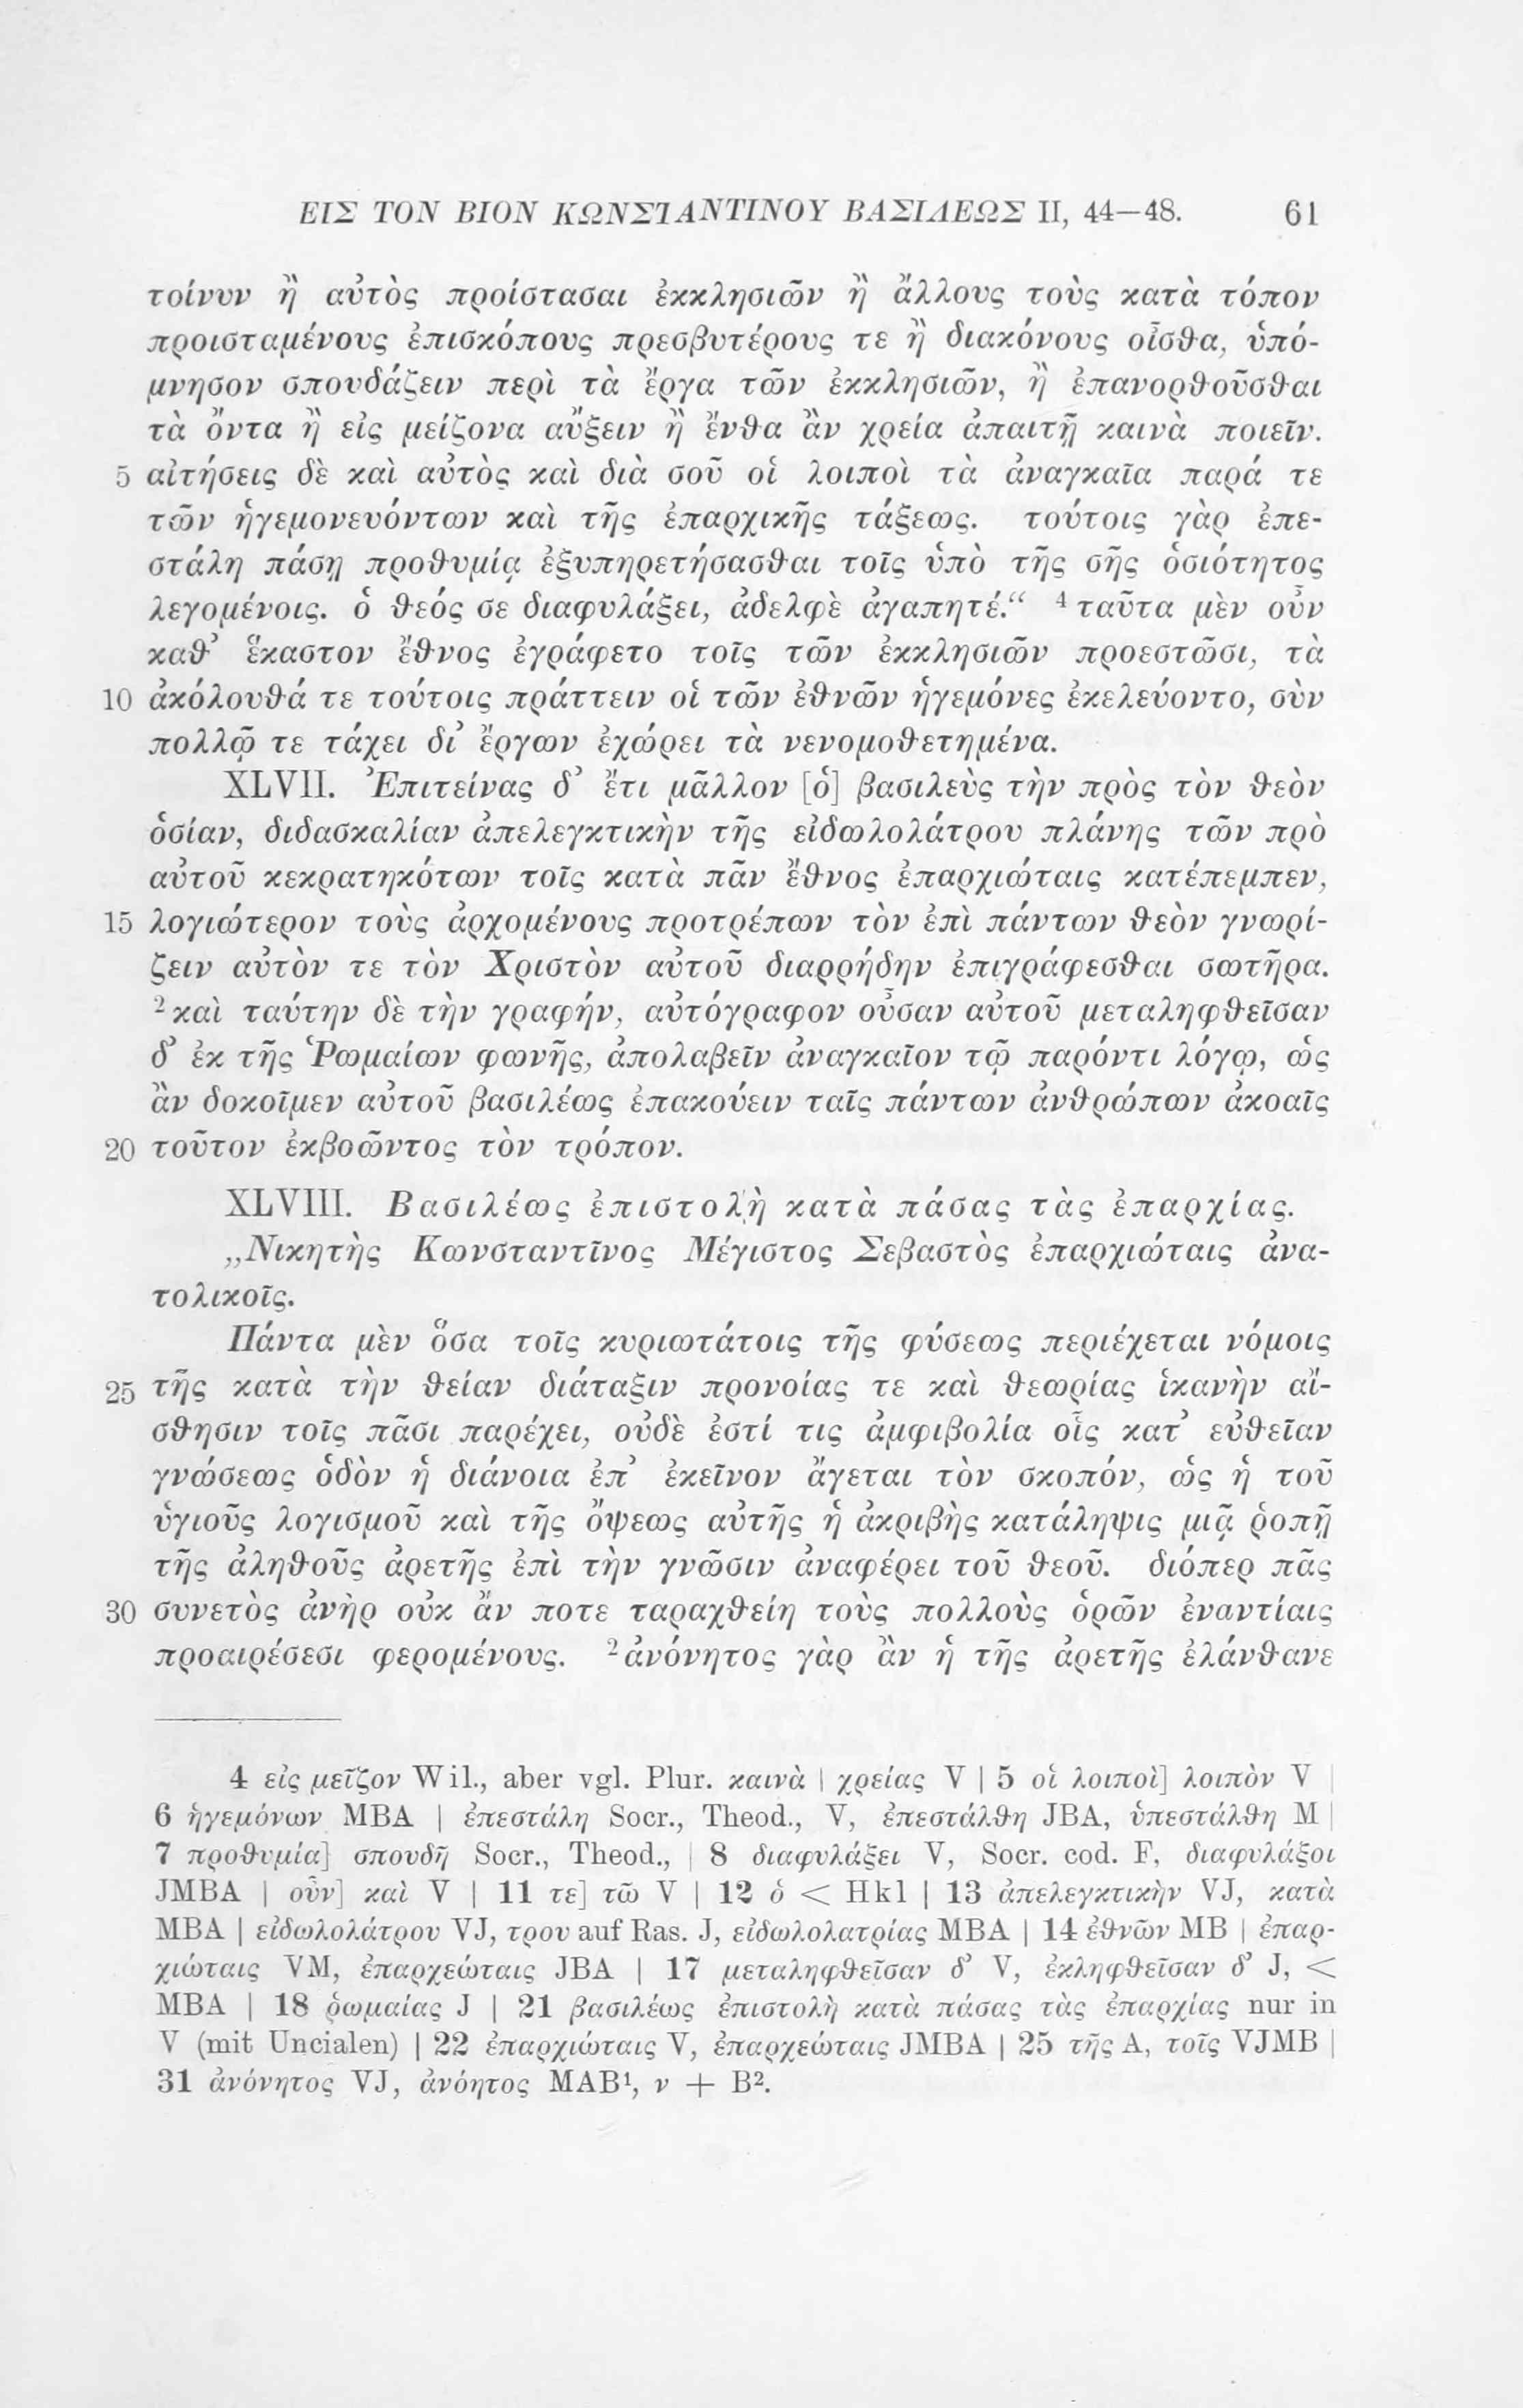 ΕΙΣ ΤΟΝ ΒΙΟΝ ΚΩΝΣΤΑΝΤΙΝΟΥ ΒΑΣΙΛΕΩΣ II, 44—48. 61
τοίνυν ἢ αὐτὸς προΐστασαι ἐκκλησιῶν ἢ ἄλλους τοὺς κατὰ τόπον
προισταμένους ἐπισκόπους πρεσβυτέρους τε ἢ διακόνους οἶσθα, ὑπό-
μνησον σπουδάζειν περὶ τὰ ἔργα τῶν ἐκκλησιῶν, ἢ ἐπανορθοῦσθαι
τὰ ὄντα ἢ εἰς μείζονα αὔξειν ἢ ἔνθα ἂν χρεία ἀπαιτῇ καινὰ ποιεῖν.
5 αἰτήσεις δὲ καὶ αὐτὸς καὶ διὰ σοῦ οἱ λοιποὶ τὰ ἀναγκαῖα παρά τε
τῶν ἡγεμονευόντων καὶ τῆς ἐπαρχικῆς τάξεως. τούτοις γὰρ ἐπε-
στάλη πάσῃ προθυμίᾳ ἐξυπηρετήσασθαι τοῖς ὑπὸ τῆς σῆς ὁσιότητος
λεγομένοις. ὁ θεός σε διαφυλάξει, ἀδελφὲ ἀγαπητέ.“ ⁴ ταῦτα μὲν οὖν
καθ’ ἕκαστον ἔθνος ἐγράφετο τοῖς τῶν ἐκκλησιῶν προεστῶσι, τὰ
10 ἀκόλουθά τε τούτοις πράττειν οἱ τῶν ἐθνῶν ἡγεμόνες ἐκελεύοντο, σὺν
πολλῷ τε τάχει δι’ ἔργων ἐχώρει τὰ νενομοθετημένα.
XLVII. Ἐπιτείνας δ’ ἔτι μᾶλλον [ὁ] βασιλεὺς τὴν πρὸς τὸν θεὸν
ὁσίαν, διδασκαλίαν ἀπελεγκτικὴν τῆς εἰδωλολάτρου πλάνης τῶν πρὸ
αὐτοῦ κεκρατηκότων τοῖς κατὰ πᾶν ἔθνος ἐπαρχιώταις κατέπεμπεν,
15 λογιώτερον τοὺς ἀρχομένους προτρέπων τὸν ἐπὶ πάντων θεὸν γνωρί-
ζειν αὐτὸν τε τὸν Χριστὸν αὐτοῦ διαρρήδην ἐπιγράφεσθαι σωτῆρα.
² καὶ ταύτην δὲ τὴν γραφήν, αὐτόγραφον οὖσαν αὐτοῦ μεταληφθεῖσαν
δ’ ἐκ τῆς Ῥωμαίων φωνῆς, ἀπολαβεῖν ἀναγκαῖον τῷ παρόντι λόγῳ, ὡς
ἂν δοκοῖμεν αὐτοῦ βασιλέως ἐπακούειν ταῖς πάντων ἀνθρώπων ἀκοαῖς
20 τοῦτον ἐκβοῶντος τὸν τρόπον.
XLVIII. Βασιλέως ἐπιστολὴ κατὰ πάσας τὰς ἐπαρχίας.
„Νικητὴς Κωνσταντῖνος Μέγιστος Σεβαστὸς ἐπαρχιώταις ἀνα-
τολικοῖς.
Πάντα μὲν ὅσα τοῖς κυριωτάτοις τῆς φύσεως περιέχεται νόμοις
25 τῆς κατὰ τὴν θείαν διάταξιν προνοίας τε καὶ θεωρίας ἱκανὴν αἴ-
σθησιν τοῖς πᾶσι παρέχει, οὐδὲ ἐστί τις ἀμφιβολία οἷς κατ’ εὐθεῖαν
γνώσεως ὁδὸν ἡ διάνοια ἐπ’ ἐκεῖνον ἄγεται τὸν σκοπόν, ὡς ἡ τοῦ
ὑγιοῦς λογισμοῦ καὶ τῆς ὄψεως αὐτῆς ἡ ἀκριβὴς κατάληψις μιᾷ ῥοπῇ
τῆς ἀληθοῦς ἀρετῆς ἐπὶ τὴν γνῶσιν ἀναφέρει τοῦ θεοῦ. διόπερ πᾶς
30 συνετὸς ἀνὴρ οὐκ ἄν ποτε ταραχθείη τοὺς πολλοὺς ὁρῶν ἐναντίαις
προαιρέσεσι φερομένους. ² ἀνόνητος γὰρ ἂν ἡ τῆς ἀρετῆς ἐλάνθανε
4 εἰς μεῖζον Wil., aber vgl. Plur. καινὰ | χρείας V | 5 οἱ λοιποὶ] λοιπὸν V |
6 ἡγεμόνων MBA | ἐπεστάλη Socr., Theod., V, ἐπεστάλθη JBA, ὑπεστάλθη M |
7 προθυμία] σπουδῆ Socr., Theod., | 8 διαφυλάξει V, Socr. cod. F, διαφυλάξοι
JMBA | οὖν] καὶ V | 11 τε] τῶ V | 12 ὁ < Hkl | 13 ἀπελεγκτικὴν VJ, κατὰ
MBA | εἰδωλολάτρου VJ, τρου auf Ras. J, εἰδωλολατρίας MBA | 14 ἐθνῶν MB | ἐπαρ-
χιώταις VM, ἐπαρχεώταις JBA | 17 μεταληφθεῖσαν δ’ V, ἐκληφθεῖσαν δ’ J, <
MBA | 18 ῥωμαίας J | 21 βασιλέως ἐπιστολὴ κατὰ πάσας τὰς ἐπαρχίας nur in
V (mit Uncialen) | 22 ἐπαρχιώταις V, ἐπαρχεώταις JMBA | 25 τῆς A, τοῖς VJMB |
31 ἀνόνητος VJ, ἀνόητος MAB¹, ν + B².